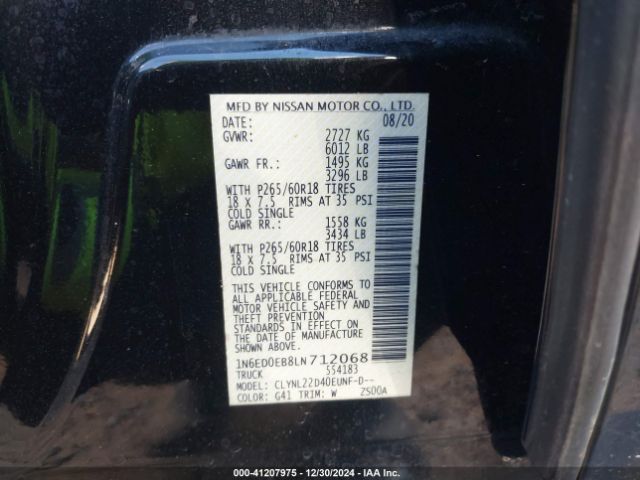 MFD BY NISSAN MOTOR CO., LTD.
DATE: 08/20
GVWR: 2727 KG
6012 LB
GAWR FR.: 1495 KG
3296 LB
WITH P265/60R18 TIRES
18 X 7.5 RIMS AT 35 PSI
COLD SINGLE
GAWR RR.: 1558 KG
3434 LB
WITH P265/60R18 TIRES
18 X 7.5 RIMS AT 35 PSI
COLD SINGLE
THIS VEHICLE CONFORMS TO
ALL APPLICABLE FEDERAL
MOTOR VEHICLE SAFETY AND
THEFT PREVENTION
STANDARDS IN EFFECT ON
THE DATE OF MANUFACTURE
SHOWN ABOVE.
1N6ED0EB8LN712068
TRUCK 554183
MODEL: CLYNL22D40EUNF-D--
COLOR: G41 TRIM: W ZS00A
000-41207975 | 12/30/2024 | IAA Inc.